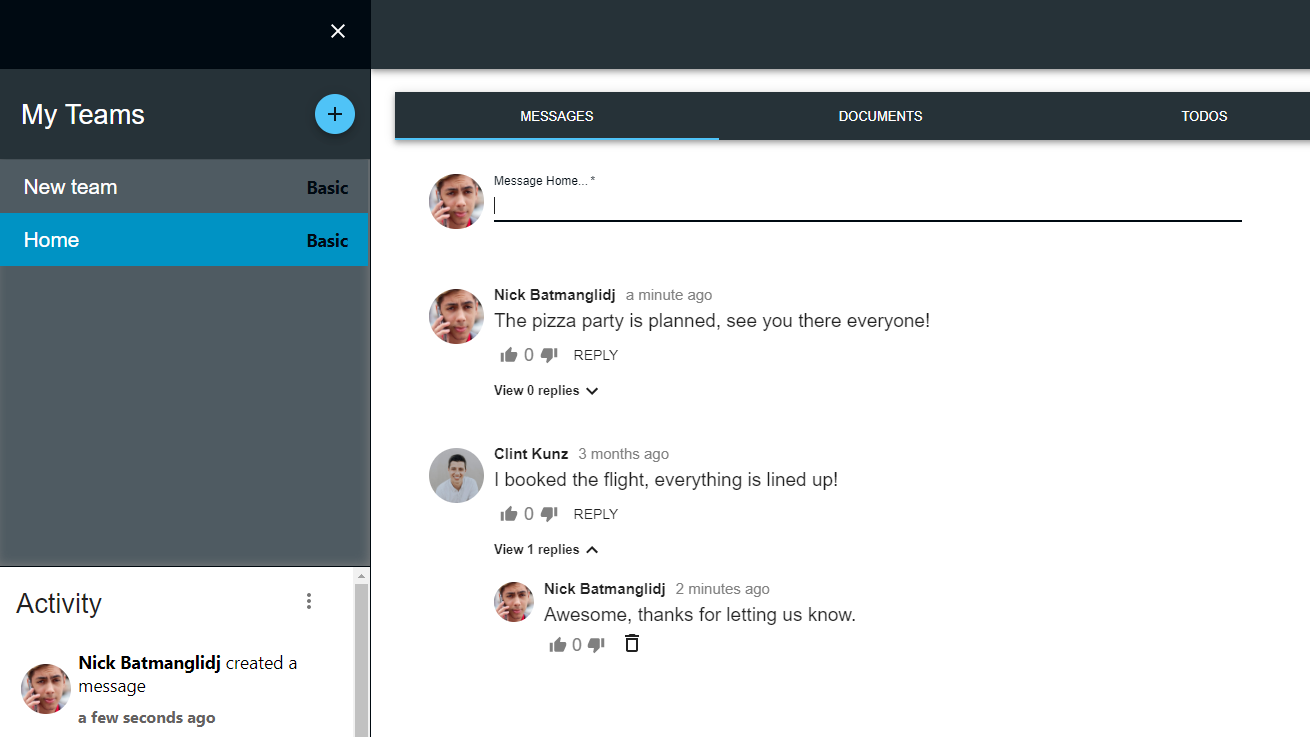 My Teams
+
New team Basic
Home Basic
Activity
Nick Batmanglidj created a
message
a few seconds ago
MESSAGES DOCUMENTS TODOS
Message Home... *
Nick Batmanglidj a minute ago
The pizza party is planned, see you there everyone!
0 REPLY
View 0 replies
Clint Kunz 3 months ago
I booked the flight, everything is lined up!
0 REPLY
View 1 replies
Nick Batmanglidj 2 minutes ago
Awesome, thanks for letting us know.
0